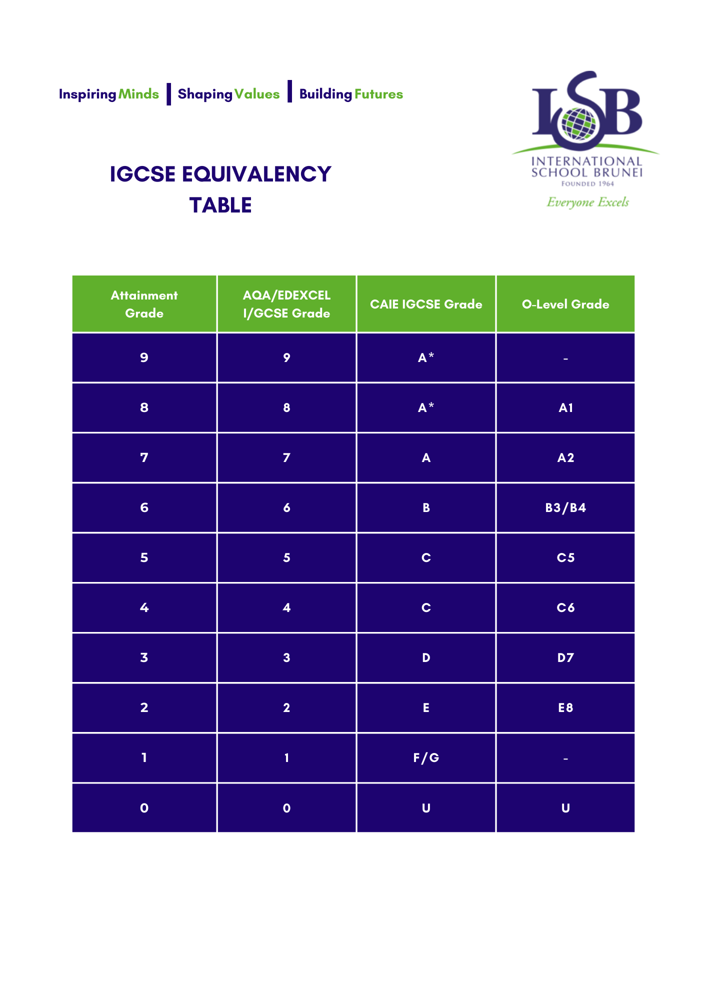 Inspiring Minds | Shaping Values | Building Futures
ISB
INTERNATIONAL
SCHOOL BRUNEI
FOUNDED 1964
Everyone Excels
IGCSE EQUIVALENCY
TABLE
Attainment Grade AQA/EDEXCEL I/GCSE Grade CAIE IGCSE Grade O-Level Grade
9 9 A* -
8 8 A* A1
7 7 A A2
6 6 B B3/B4
5 5 C C5
4 4 C C6
3 3 D D7
2 2 E E8
1 1 F/G -
0 0 U U